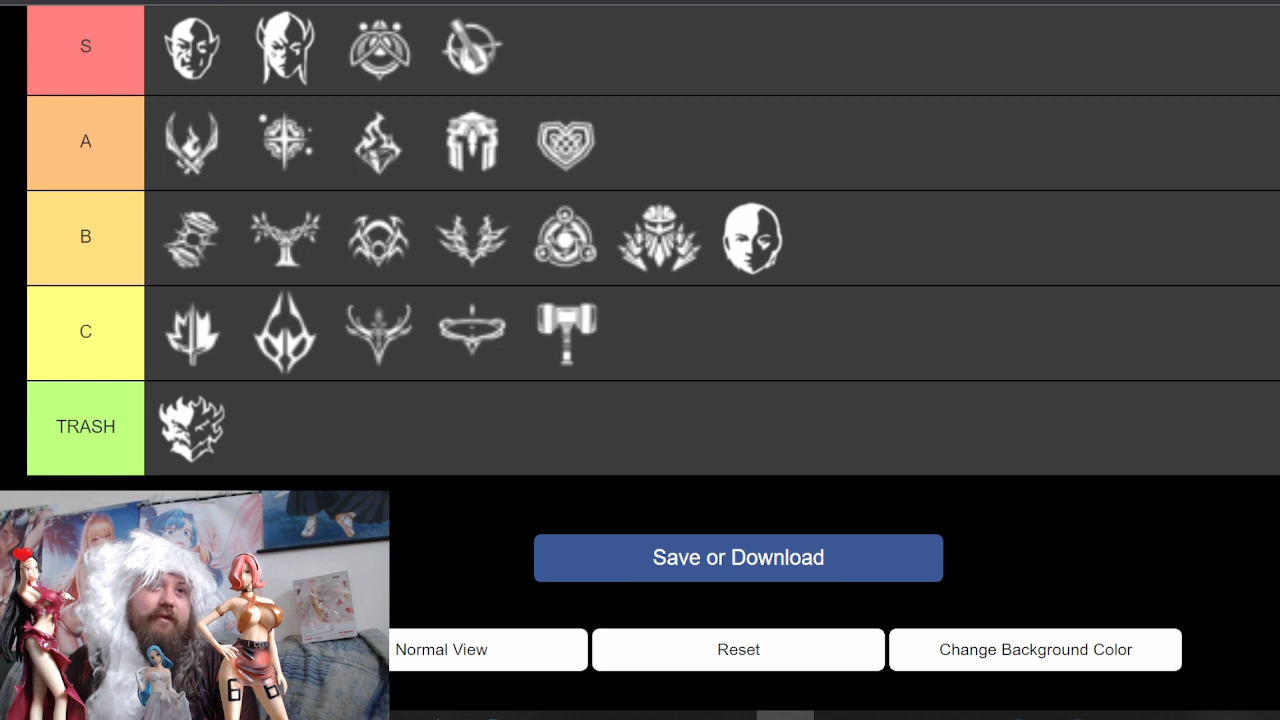 S
A
B
C
TRASH
Save or Download
Normal View
Reset
Change Background Color